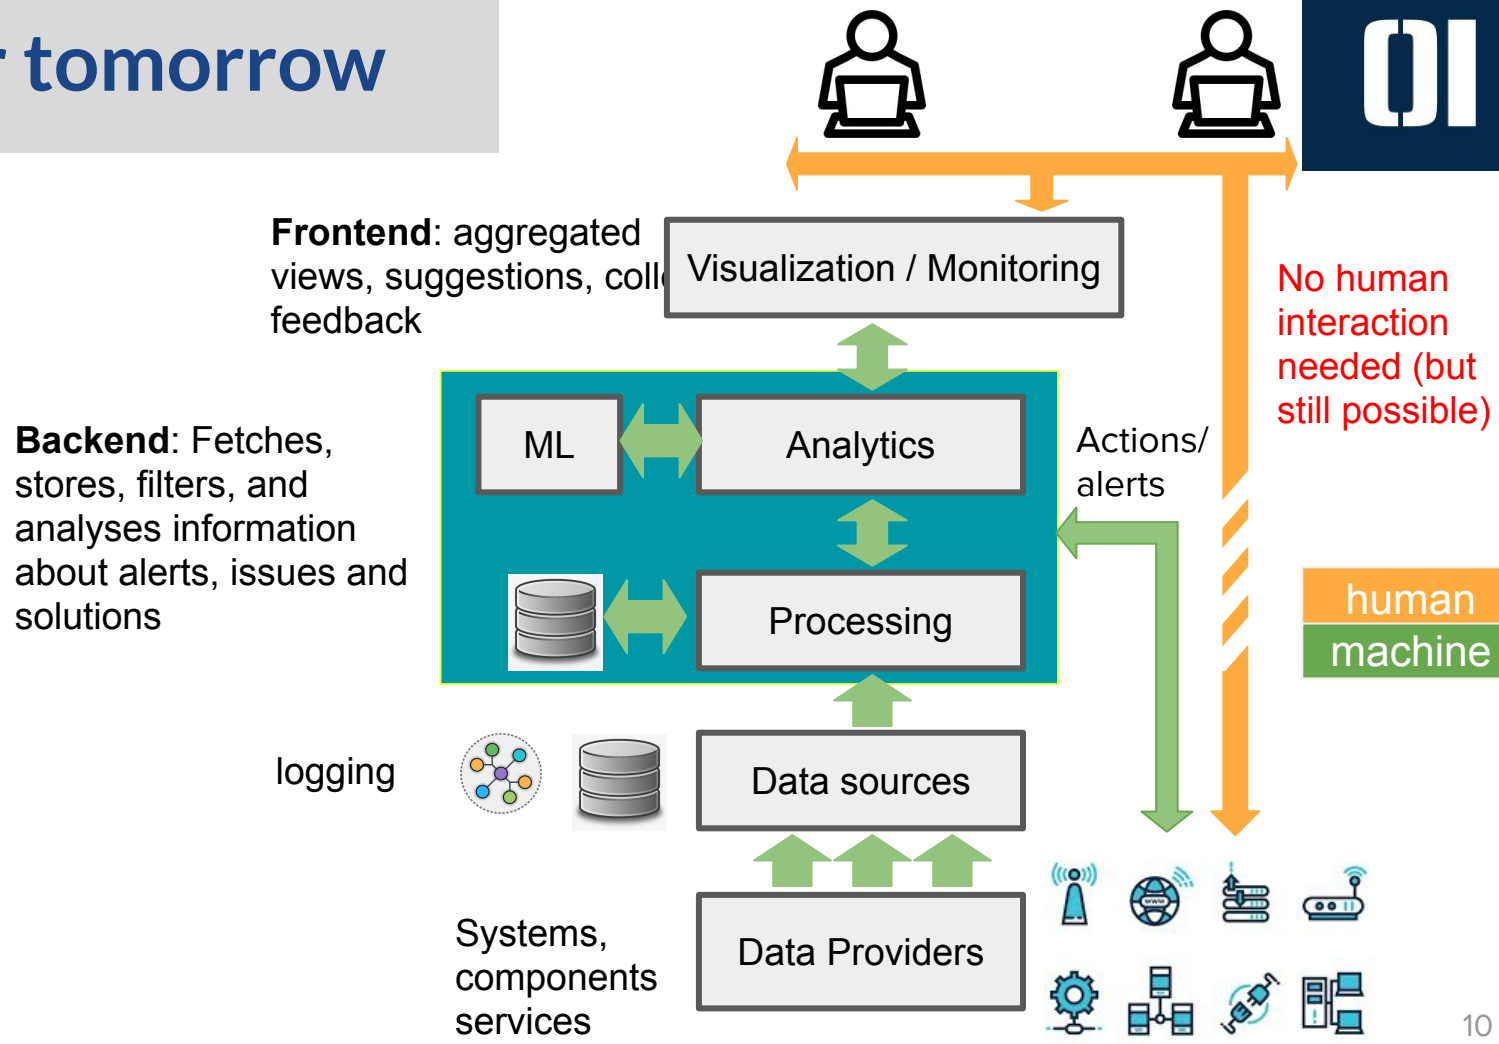 tomorrow
OI
Frontend: aggregated
views, suggestions,
feedback
Visualization / Monitoring
No human
interaction
needed (but
still possible)
ML
Analytics
Actions/
alerts
Backend: Fetches,
stores, filters, and
analyses information
about alerts, issues and
solutions
Processing
human
machine
logging
Data sources
Systems,
components
services
Data Providers
www
10